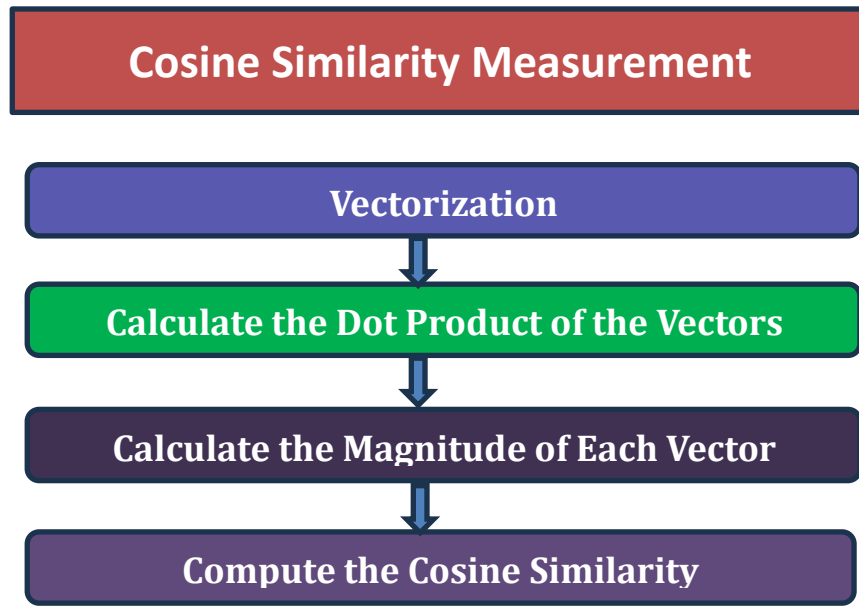 Cosine Similarity Measurement
Vectorization
Calculate the Dot Product of the Vectors
Calculate the Magnitude of Each Vector
Compute the Cosine Similarity